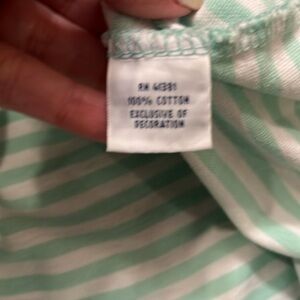 RN 41381
100% COTTON
EXCLUSIVE OF
DECORATION